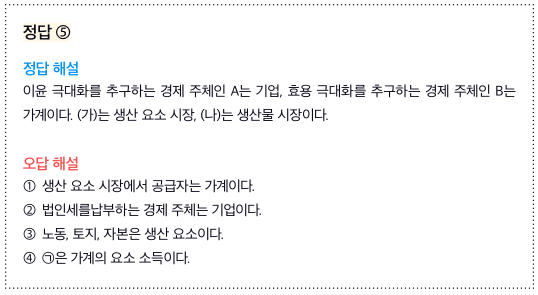 정답 ⑤
정답 해설
이윤 극대화를 추구하는 경제 주체인 A는 기업, 효용 극대화를 추구하는 경제 주체인 B는
가계이다. (가)는 생산 요소 시장, (나)는 생산물 시장이다.
오답 해설
① 생산 요소 시장에서 공급자는 가계이다.
② 법인세를납부하는 경제 주체는 기업이다.
③ 노동, 토지, 자본은 생산 요소이다.
④ ㉠은 가계의 요소 소득이다.